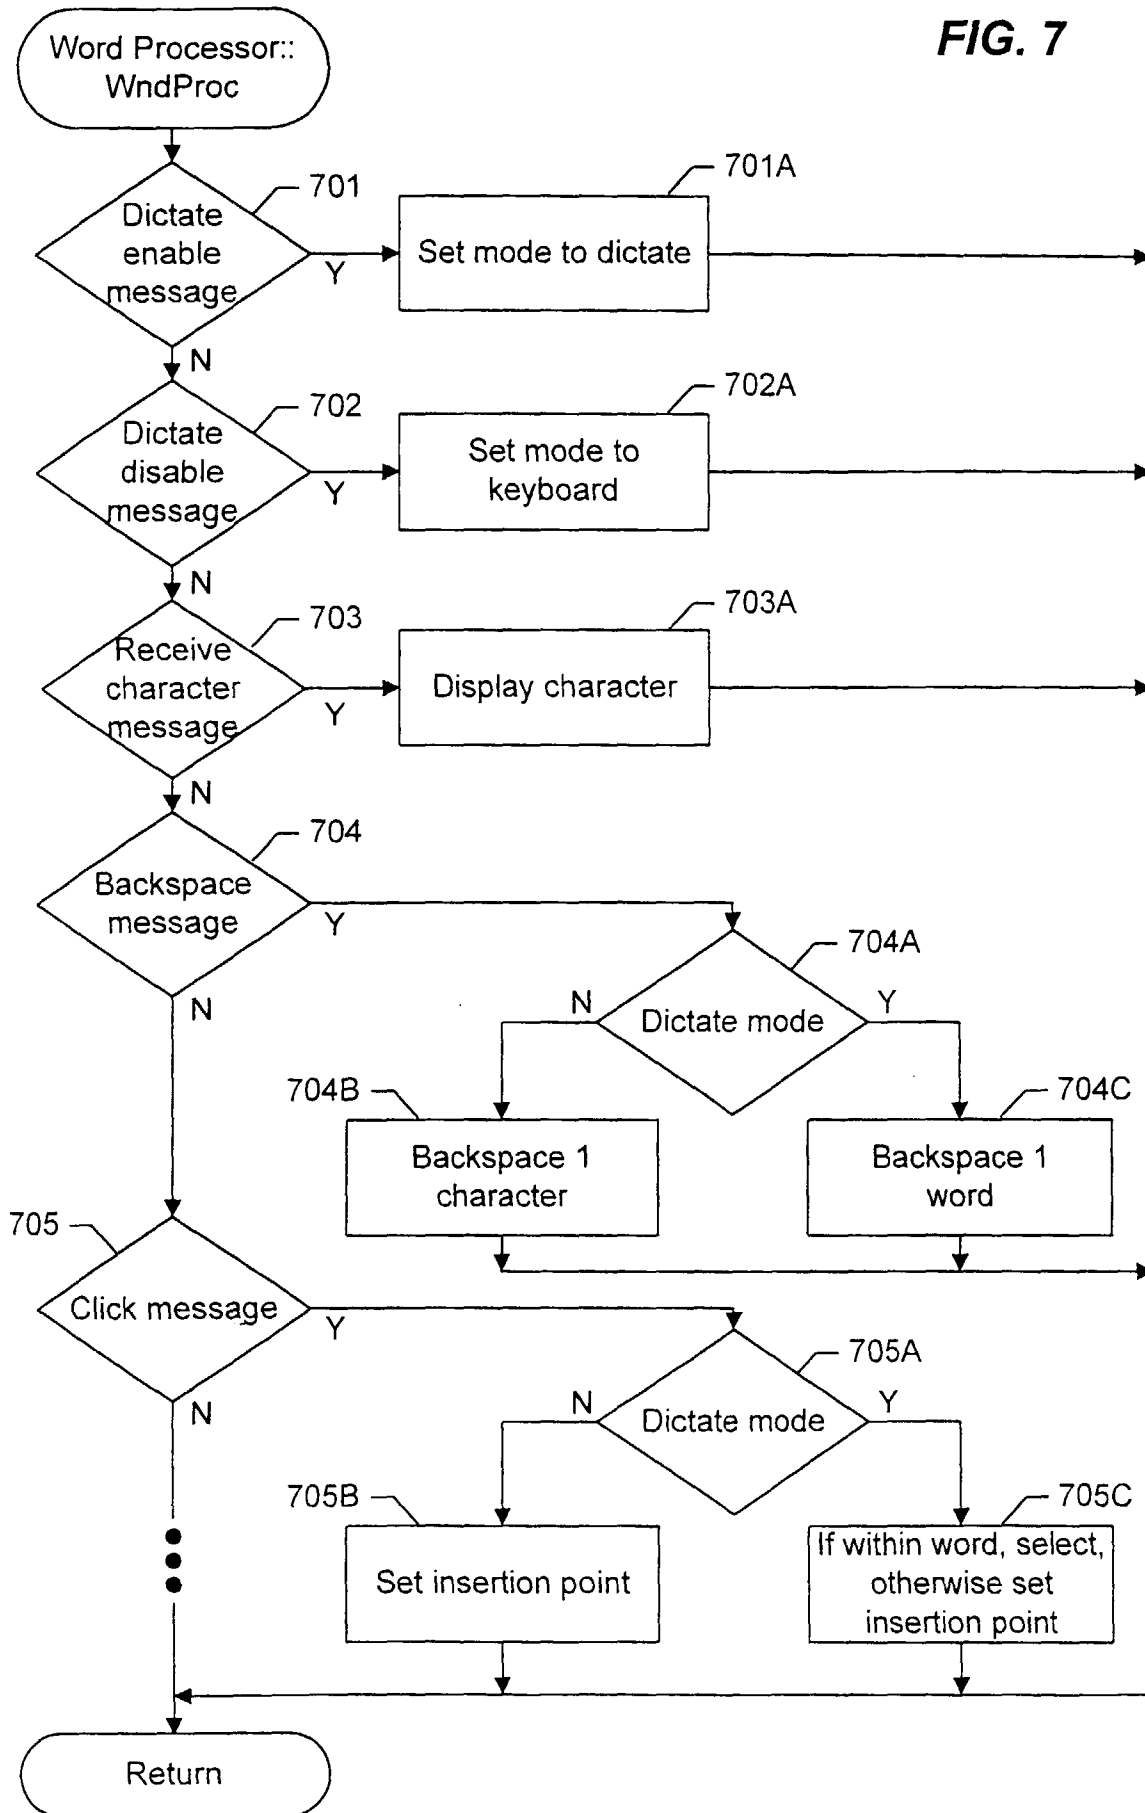 FIG. 7
Word Processor::
WndProc
701
Dictate
enable
message
Y
N
701A
Set mode to dictate
702
Dictate
disable
message
Y
N
702A
Set mode to
keyboard
703
Receive
character
message
Y
N
703A
Display character
704
Backspace
message
Y
N
704A
Dictate mode
N
Y
704B
Backspace 1
character
704C
Backspace 1
word
705
Click message
Y
N
705A
Dictate mode
N
Y
705B
Set insertion point
705C
If within word, select,
otherwise set
insertion point
Return